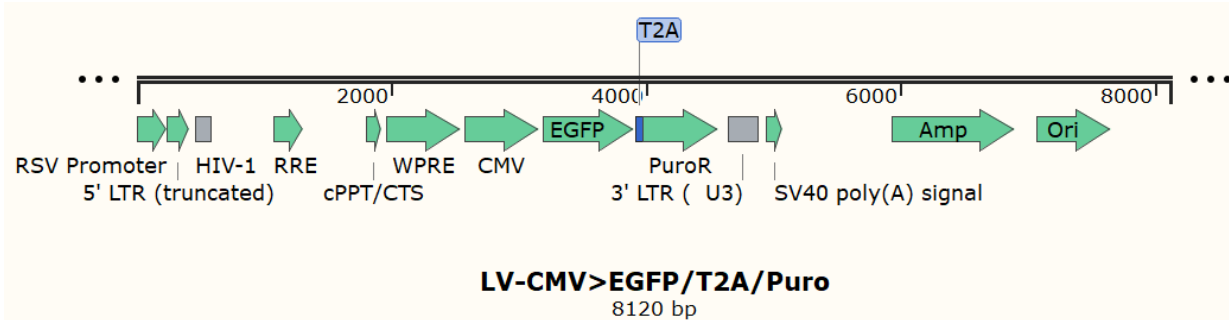 T2A
2000 4000 6000 8000
EGFP Amp Ori
RSV Promoter HIV-1 RRE WPRE CMV PuroR
5' LTR (truncated) cPPT/CTS 3' LTR ( U3) SV40 poly(A) signal
LV-CMV>EGFP/T2A/Puro
8120 bp